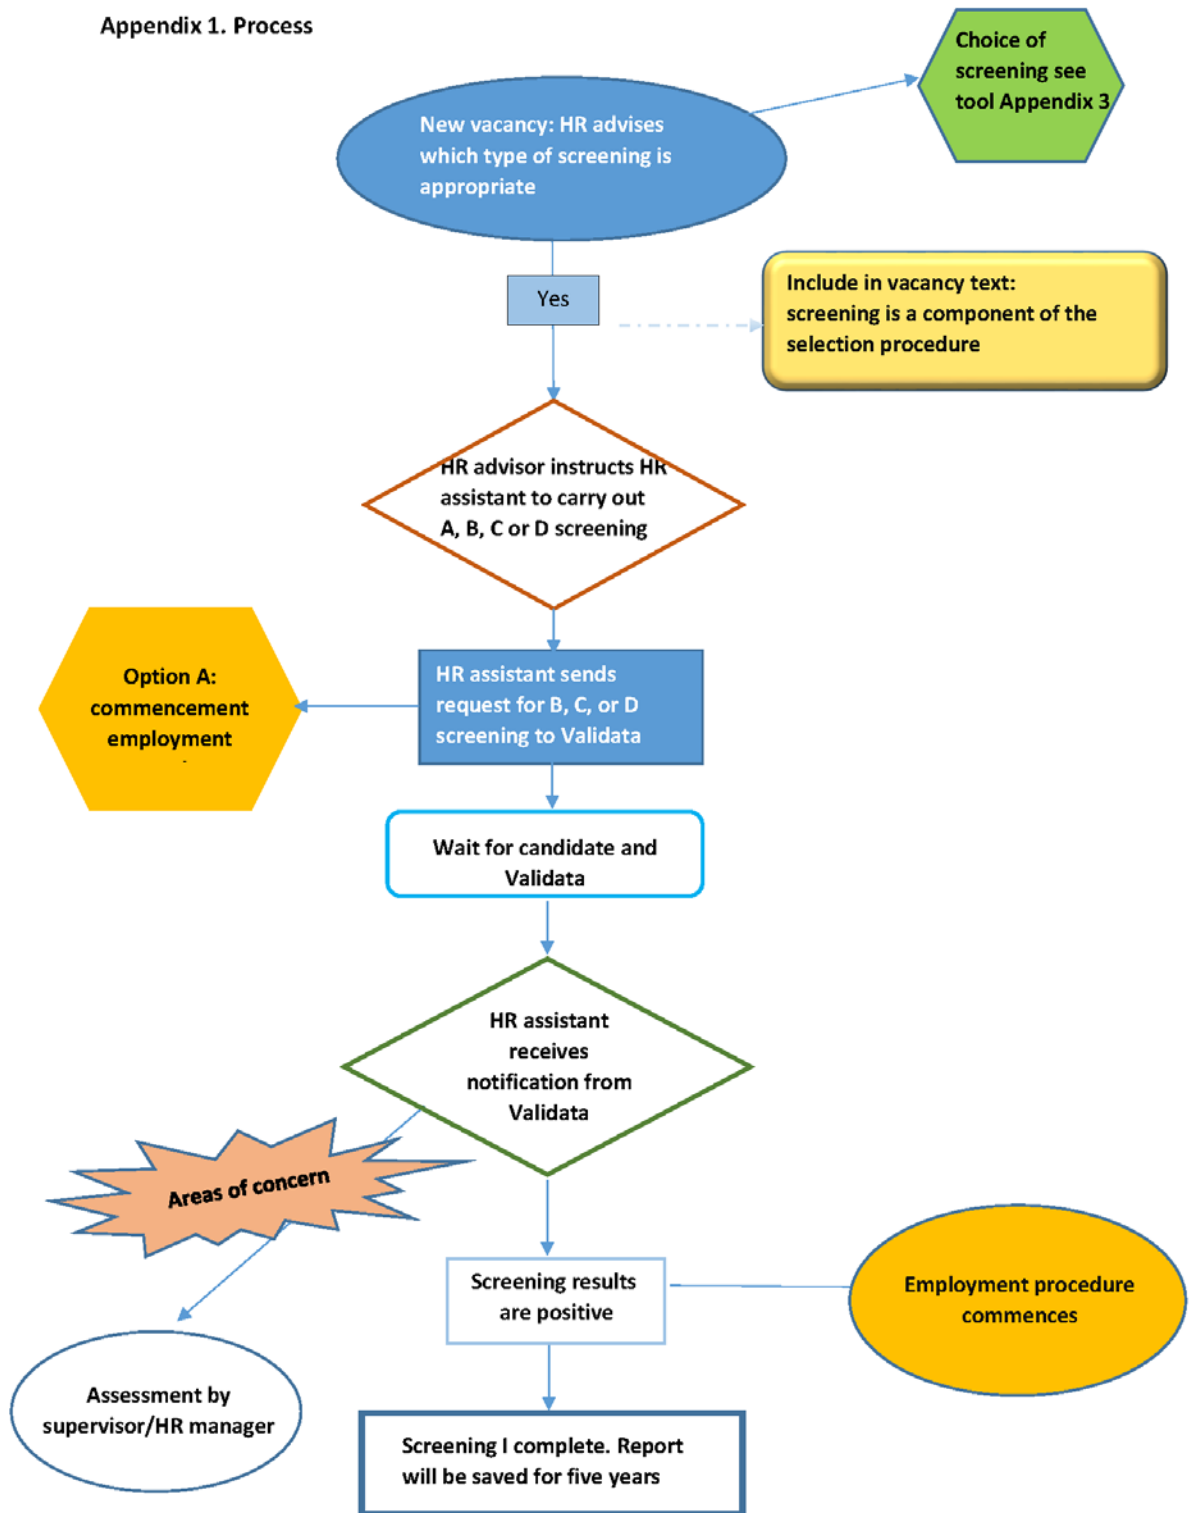 Appendix 1. Process
Choice of
screening see
tool Appendix 3
New vacancy: HR advises
which type of screening is
appropriate
Yes
Include in vacancy text:
screening is a component of the
selection procedure
HR advisor instructs HR
assistant to carry out
A, B, C or D screening
Option A:
commencement
employment
HR assistant sends
request for B, C, or D
screening to Validata
Wait for candidate and
Validata
HR assistant
receives
notification from
Validata
Areas of concern
Screening results
are positive
Employment procedure
commences
Assessment by
supervisor/HR manager
Screening I complete. Report
will be saved for five years